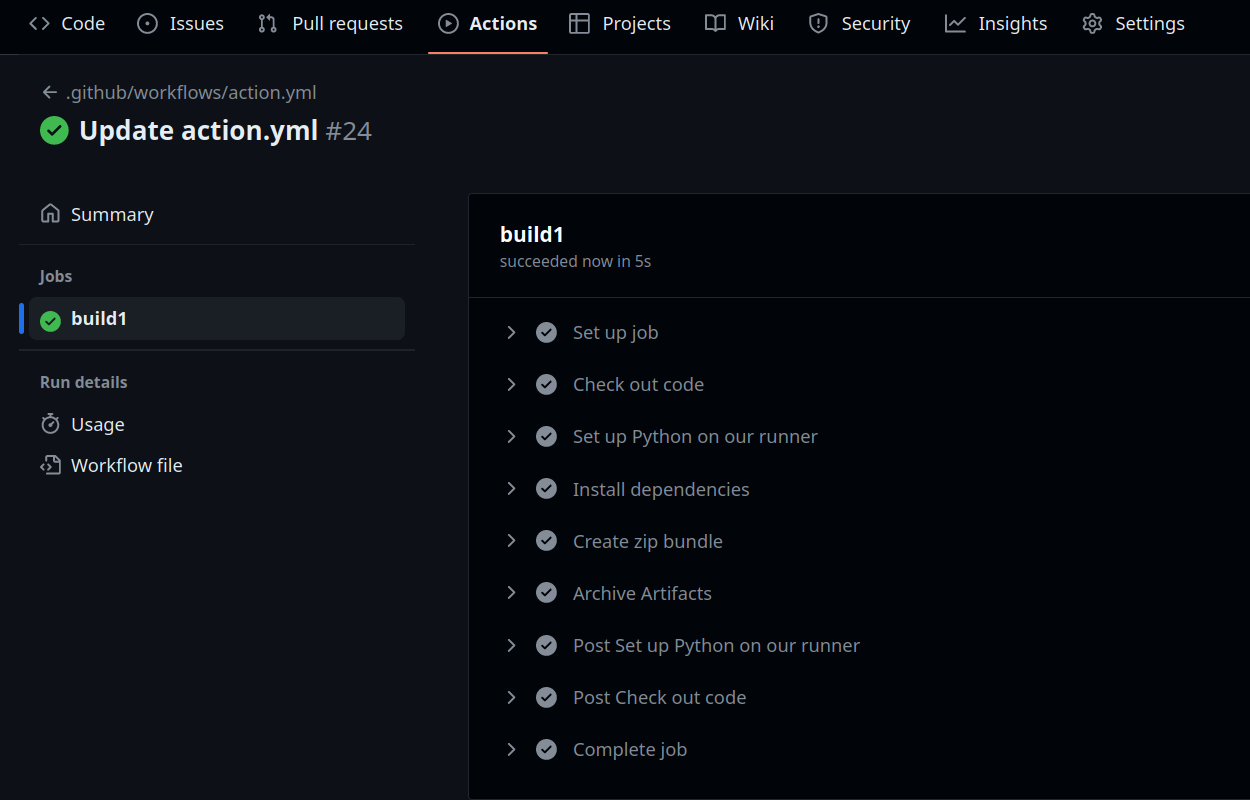 Code Issues Pull requests Actions Projects Wiki Security Insights Settings
.github/workflows/action.yml
Update action.yml #24
Summary
Jobs
build1
Run details
Usage
Workflow file
build1
succeeded now in 5s
Set up job
Check out code
Set up Python on our runner
Install dependencies
Create zip bundle
Archive Artifacts
Post Set up Python on our runner
Post Check out code
Complete job